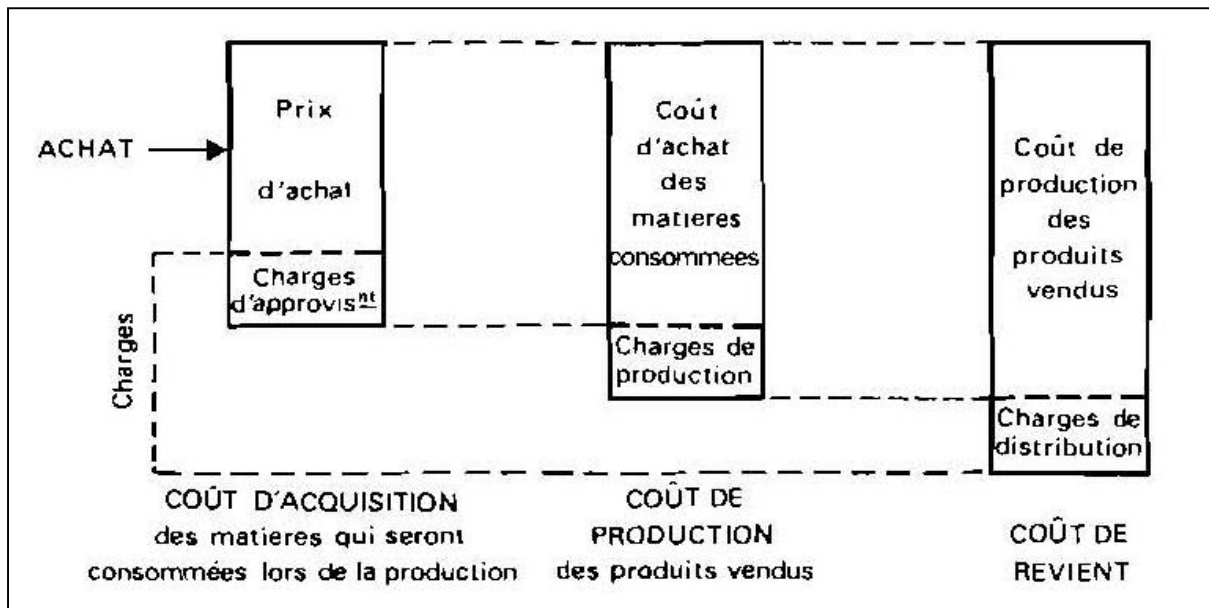 ACHAT
Prix
d'achat
Charges
d'approvisnt
Charges
Coût
d'achat
des
matieres
consommées
Charges de
production
Coût de
production
des
produits
vendus
Charges de
distribution
COÛT D'ACQUISITION
des matieres qui seront
consommées lors de la production
COÛT DE
PRODUCTION
des produits vendus
COÛT DE
REVIENT